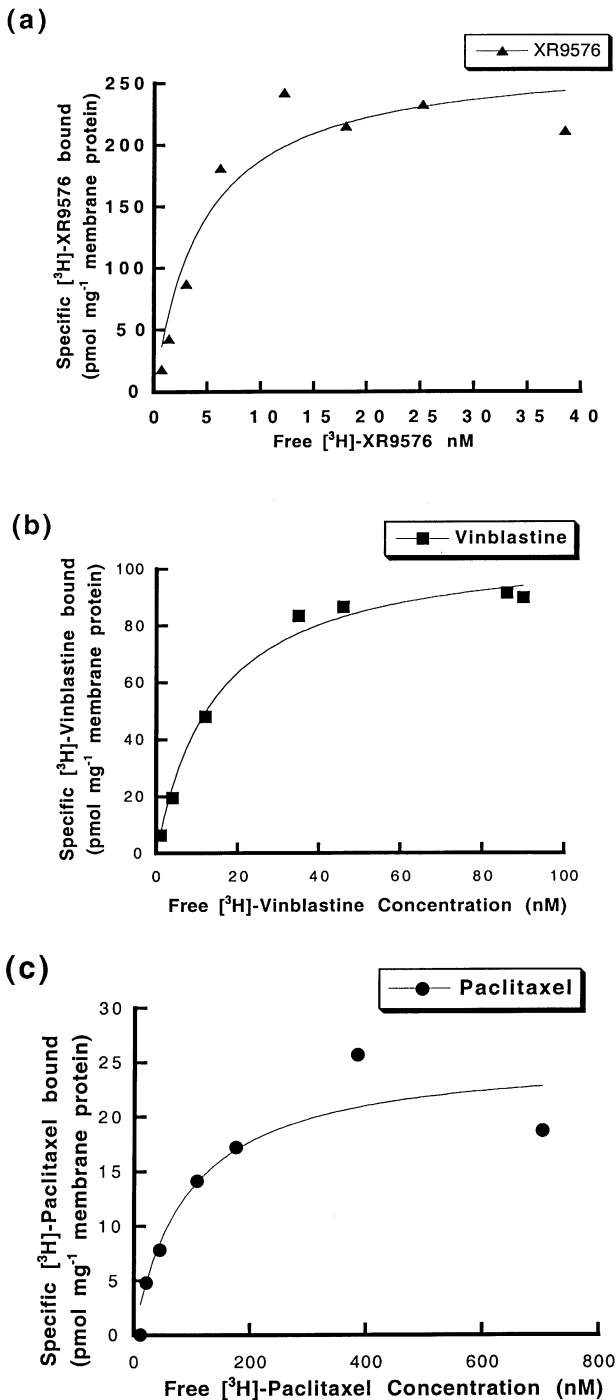 (a)
XR9576
250
200
150
100
50
0
Specific [³H]-XR9576 bound
(pmol mg⁻¹ membrane protein)
0 5 10 15 20 25 30 35 40
Free [³H]-XR9576 nM
(b)
Vinblastine
100
80
60
40
20
0
Specific [³H]-Vinblastine bound
(pmol mg⁻¹ membrane protein)
0 20 40 60 80 100
Free [³H]-Vinblastine Concentration (nM)
(c)
Paclitaxel
30
25
20
15
10
5
0
Specific [³H]-Paclitaxel bound
(pmol mg⁻¹ membrane protein)
0 200 400 600 800
Free [³H]-Paclitaxel Concentration (nM)